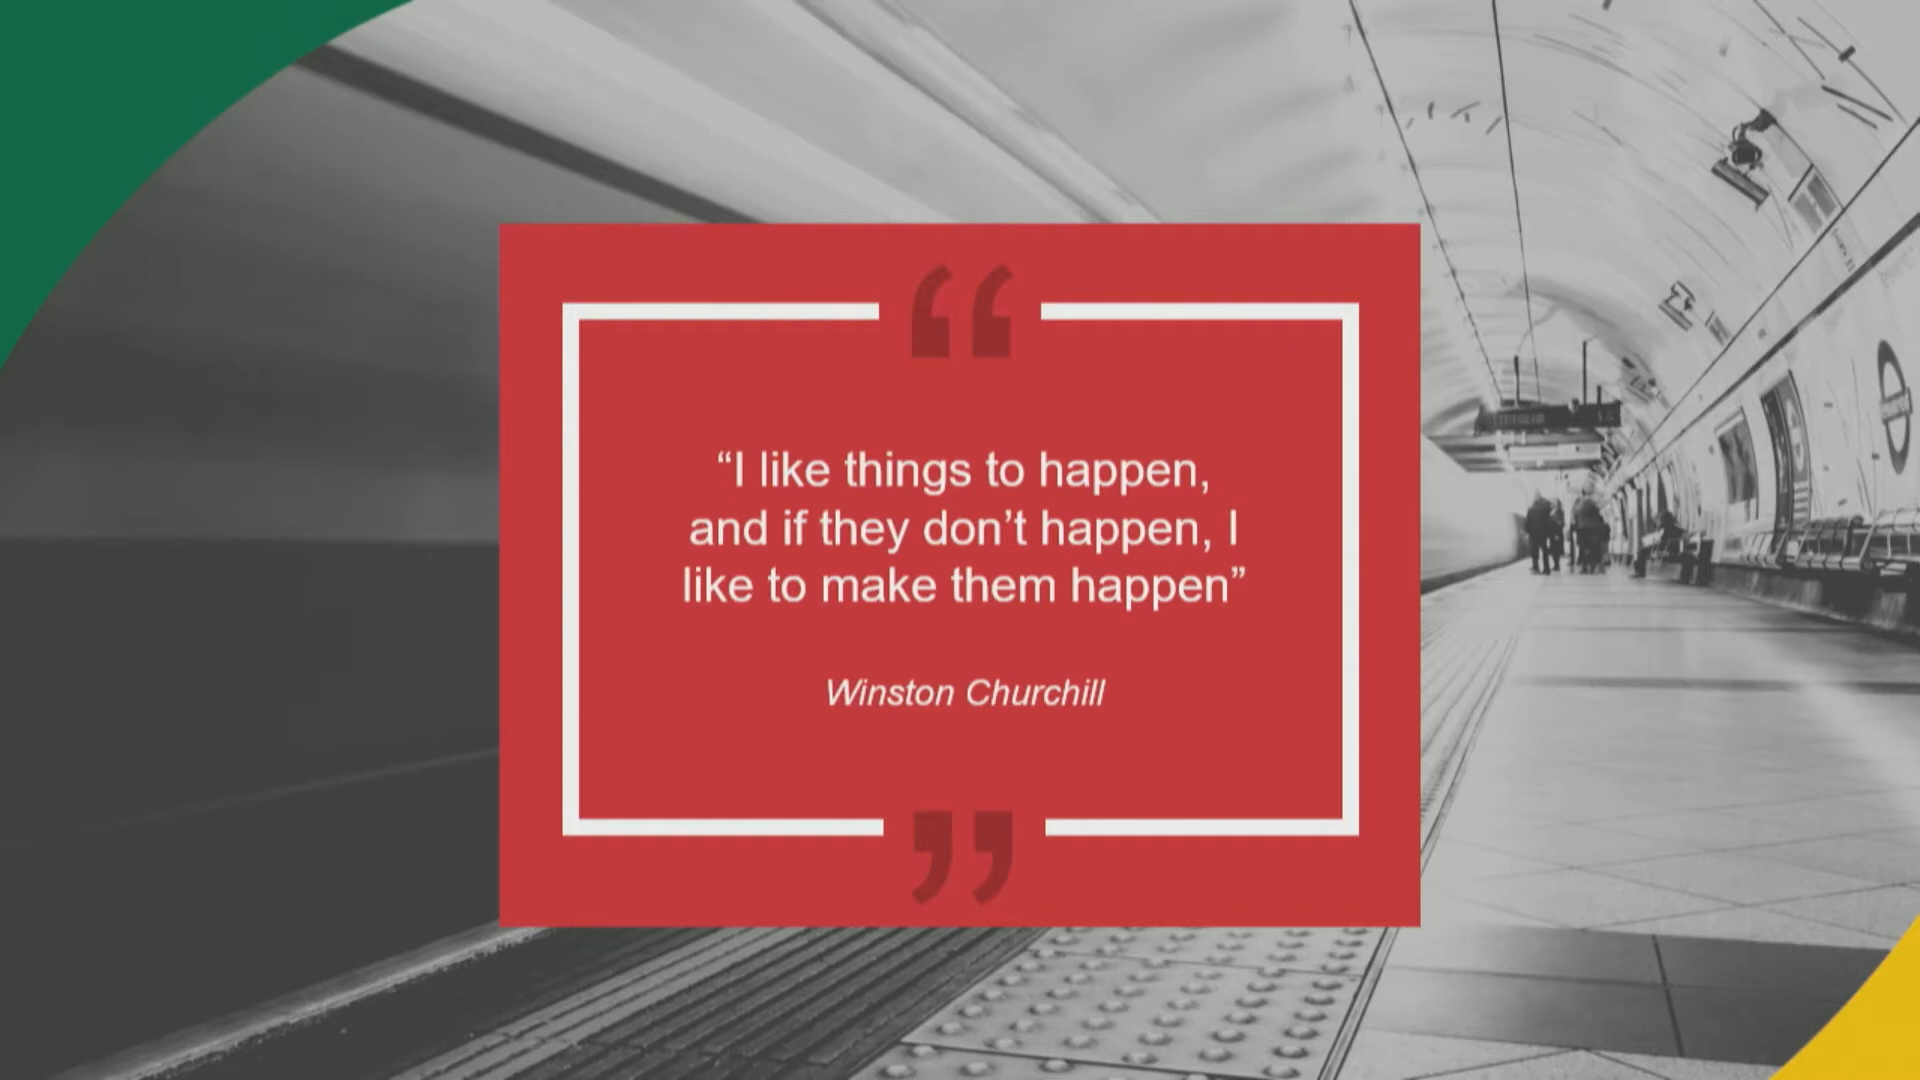 “I like things to happen,
and if they don’t happen, I
like to make them happen”
Winston Churchill